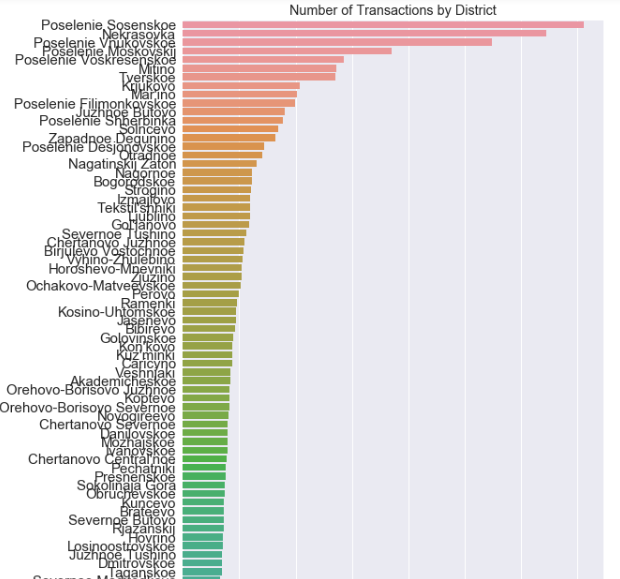 Number of Transactions by District
Poselenie Sosenskoe
Nekrasovka
Poselenie Vnukovskoe
Poselenie Moskovskij
Poselenie Voskresenskoe
Mitino
Tverskoe
Krjukovo
Mar'ino
Poselenie Filimonkovskoe
Juzhnoe Butovo
Poselenie Shherbinka
Solncevo
Zapadnoe Degunino
Poselenie Desjonovskoe
Otradnoe
Nagatinskij Zaton
Nagornoe
Bogorodskoe
Strogino
Izmajlovo
Tekstil'shhiki
Ljublino
Gol'janovo
Severnoe Tushino
Chertanovo Juzhnoe
Birjulevo Vostochnoe
Vyhino-Zhulebino
Horoshevo-Mnevniki
Zjuzino
Ochakovo-Matveevskoe
Perovo
Ramenki
Kosino-Uhtomskoe
Jasenevo
Bibirevo
Golovinskoe
Kon'kovo
Kuz'minki
Caricyno
Veshnjaki
Akademicheskoe
Orehovo-Borisovo Juzhnoe
Koptevo
Orehovo-Borisovo Severnoe
Novogireevo
Chertanovo Severnoe
Danilovskoe
Mozhajskoe
Ivanovskoe
Chertanovo Central'noe
Pechatniki
Presnenskoe
Sokolinaja Gora
Obruchevskoe
Kuncevo
Brateevo
Severnoe Butovo
Rjazanskij
Hovrino
Losinoostrovskoe
Juzhnoe Tushino
Dmitrovskoe
Taganskoe